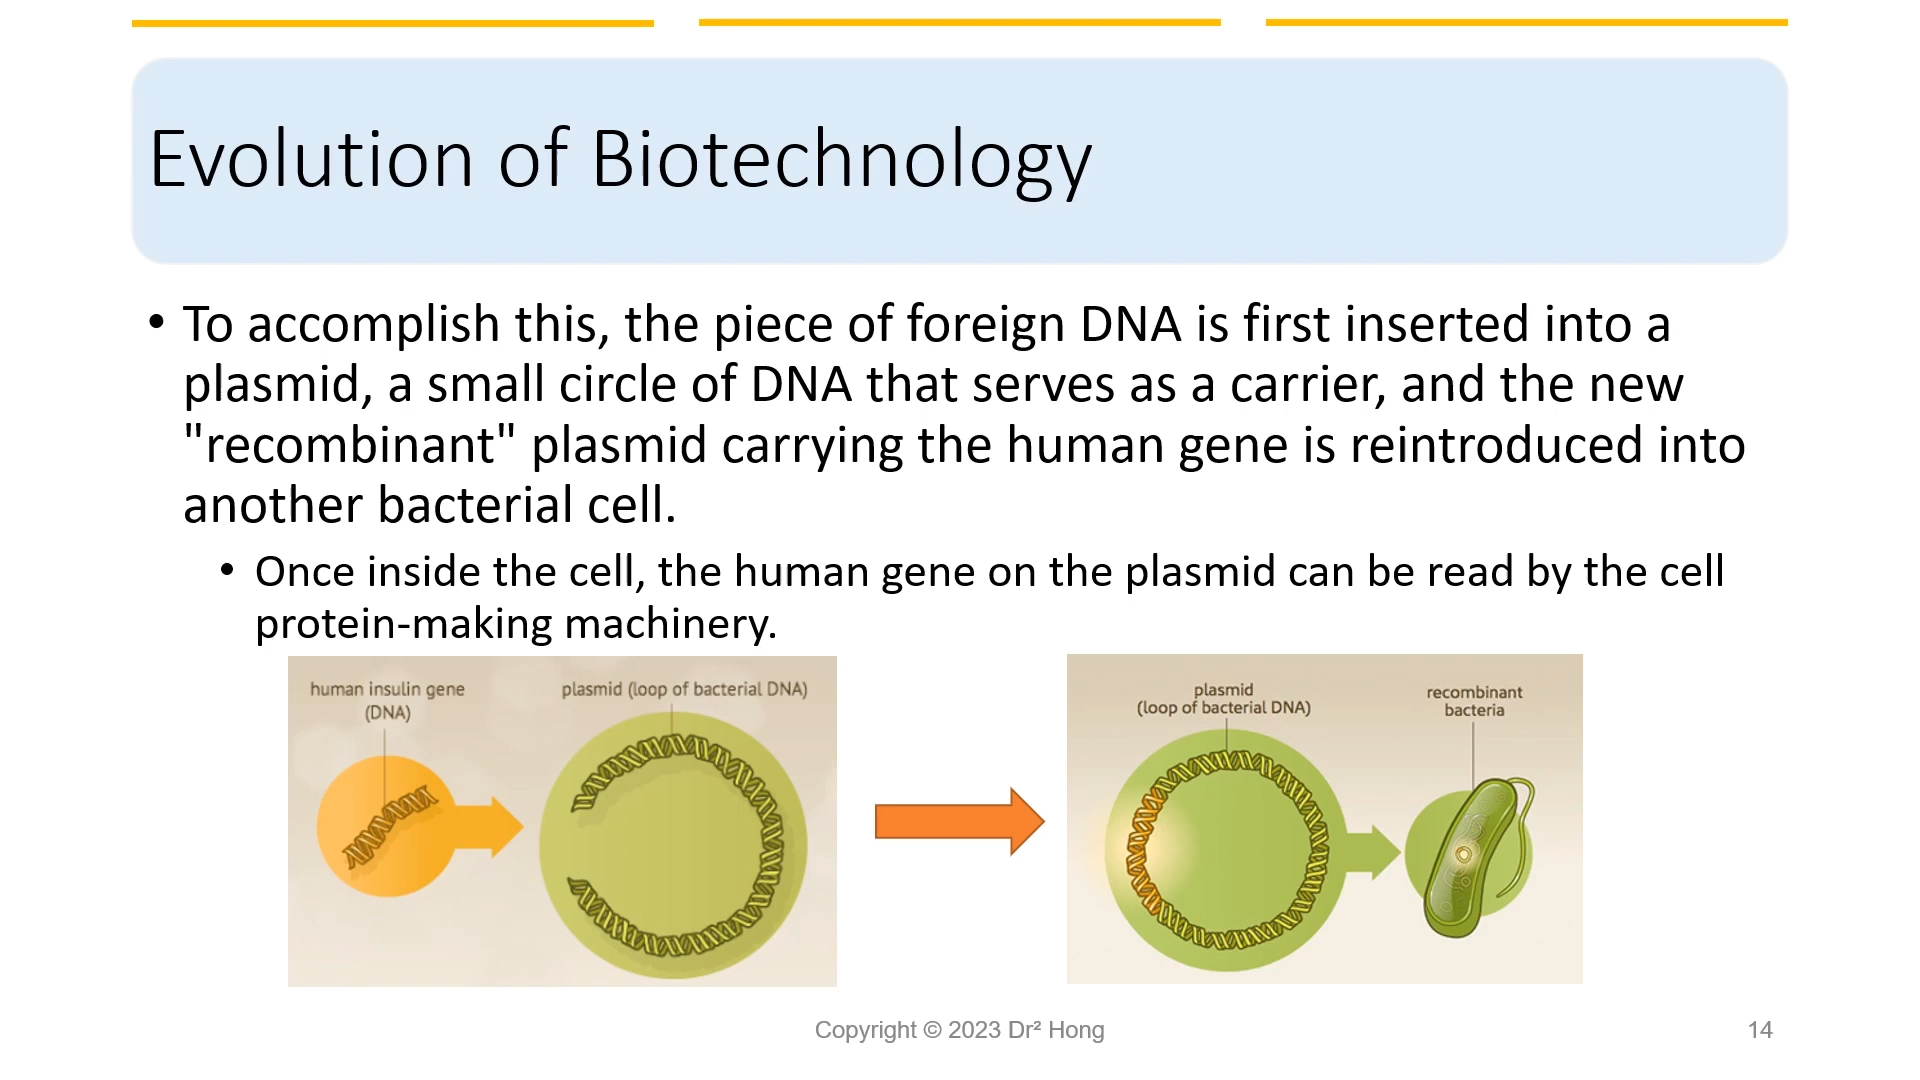 Evolution of Biotechnology
• To accomplish this, the piece of foreign DNA is first inserted into a
plasmid, a small circle of DNA that serves as a carrier, and the new
"recombinant" plasmid carrying the human gene is reintroduced into
another bacterial cell.
• Once inside the cell, the human gene on the plasmid can be read by the cell
protein-making machinery.
human insulin gene
(DNA)
plasmid (loop of bacterial DNA)
plasmid
(loop of bacterial DNA)
recombinant
bacteria
Copyright © 2023 Dr² Hong
14